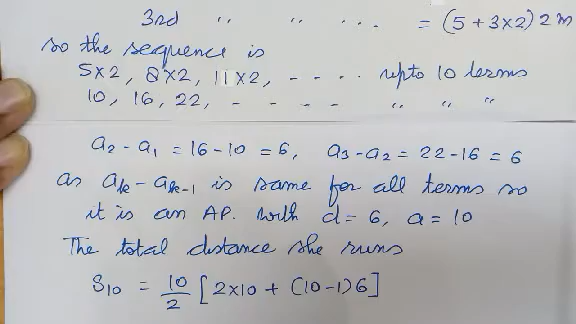 3rd ,, ,, ... = (5 + 3×2) 2 m
so the sequence is
5×2, 8×2, 11×2, - - - . . upto 10 terms
10, 16, 22, - - - - - ,, ,, ,,
a₂ - a₁ = 16 - 10 = 6, a₃ - a₂ = 22 - 16 = 6
as aₖ - aₖ₋₁ is same for all terms so
it is an AP. with d = 6, a = 10
The total distance she runs
S₁₀ = 10/2 [2×10 + (10-1)6]